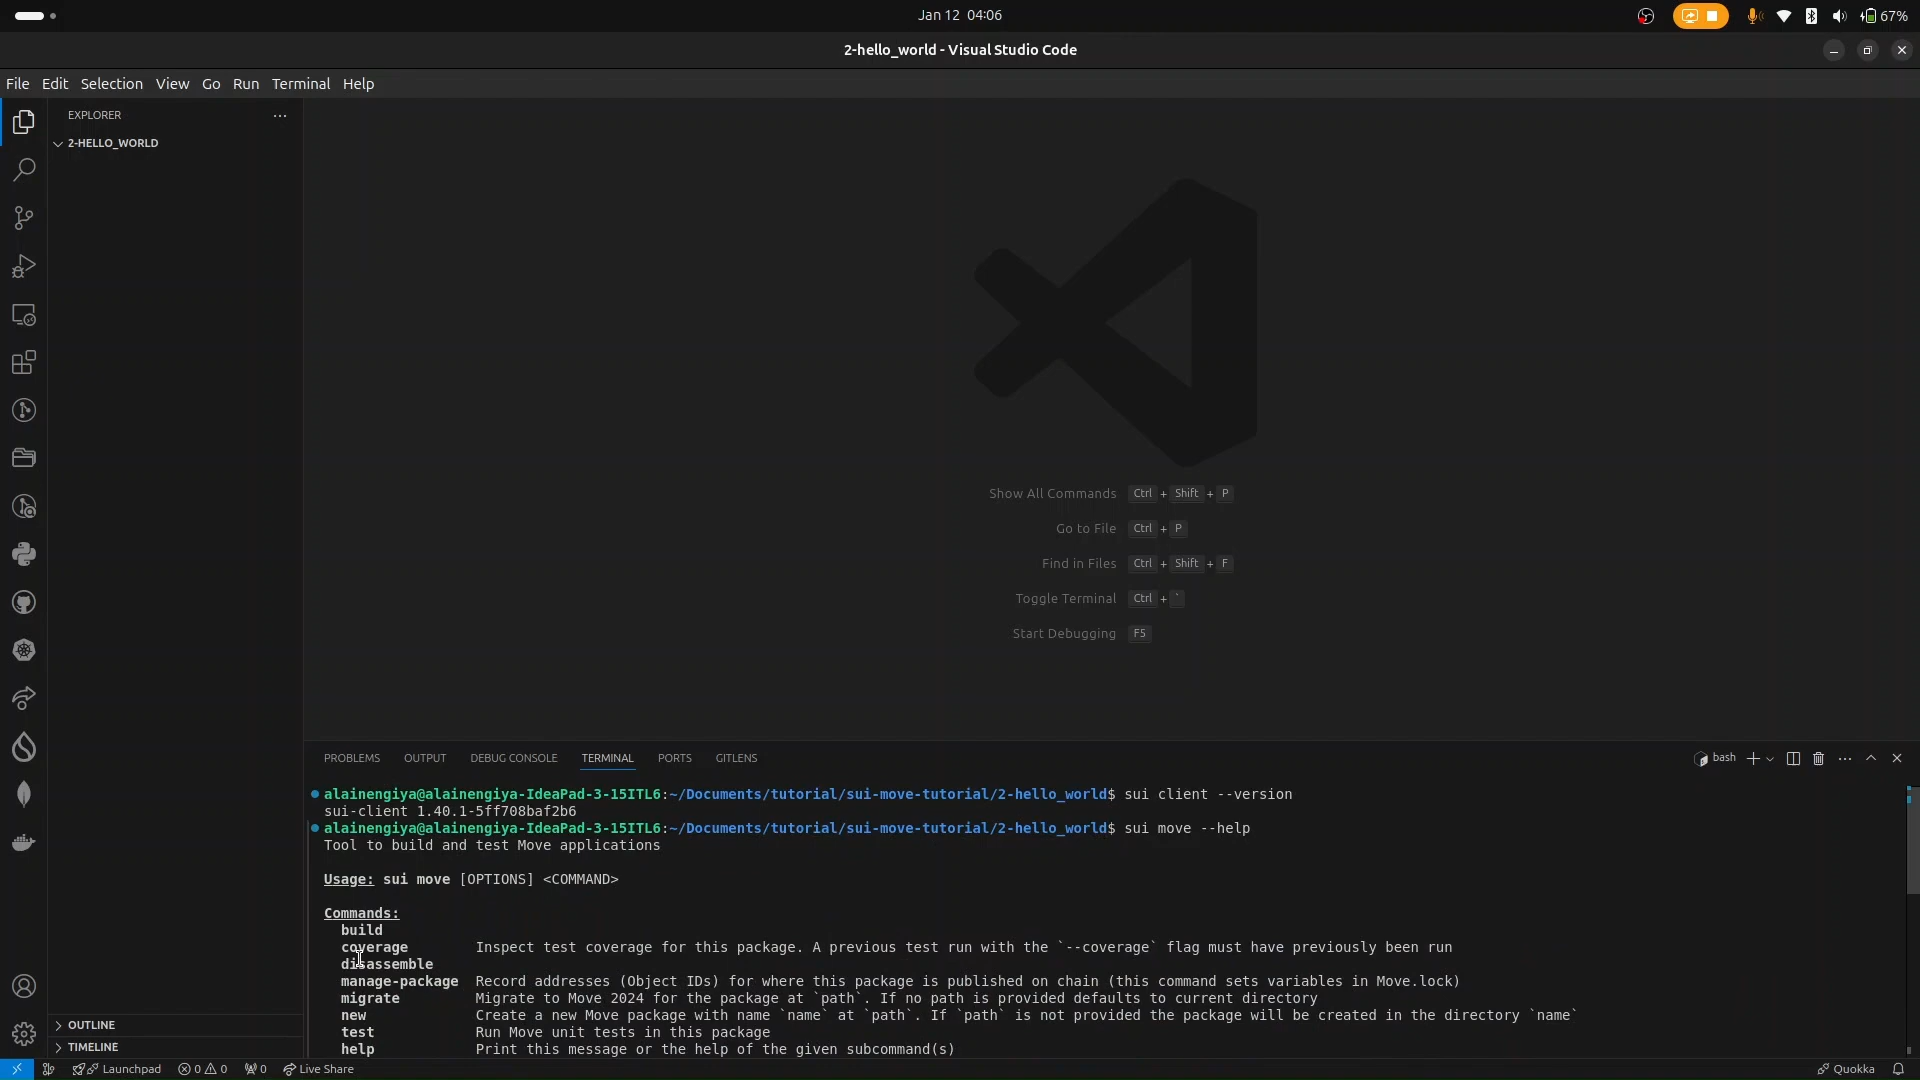 Jan 12 04:06
67%
2-hello_world - Visual Studio Code
File Edit Selection View Go Run Terminal Help
EXPLORER
2-HELLO_WORLD
Show All Commands Ctrl + Shift + P
Go to File Ctrl + P
Find in Files Ctrl + Shift + F
Toggle Terminal Ctrl + `
Start Debugging F5
PROBLEMS OUTPUT DEBUG CONSOLE TERMINAL PORTS GITLENS
bash
alainengiya@alainengiya-IdeaPad-3-15ITL6:~/Documents/tutorial/sui-move-tutorial/2-hello_world$ sui client --version
sui-client 1.40.1-5ff708baf2b6
alainengiya@alainengiya-IdeaPad-3-15ITL6:~/Documents/tutorial/sui-move-tutorial/2-hello_world$ sui move --help
Tool to build and test Move applications
Usage: sui move [OPTIONS] <COMMAND>
Commands:
build
coverage Inspect test coverage for this package. A previous test run with the `--coverage` flag must have previously been run
disassemble
manage-package Record addresses (Object IDs) for where this package is published on chain (this command sets variables in Move.lock)
migrate Migrate to Move 2024 for the package at `path`. If no path is provided defaults to current directory
new Create a new Move package with name `name` at `path`. If `path` is not provided the package will be created in the directory `name`
test Run Move unit tests in this package
help Print this message or the help of the given subcommand(s)
OUTLINE
TIMELINE
Launchpad 0 0 0 Live Share Quokka